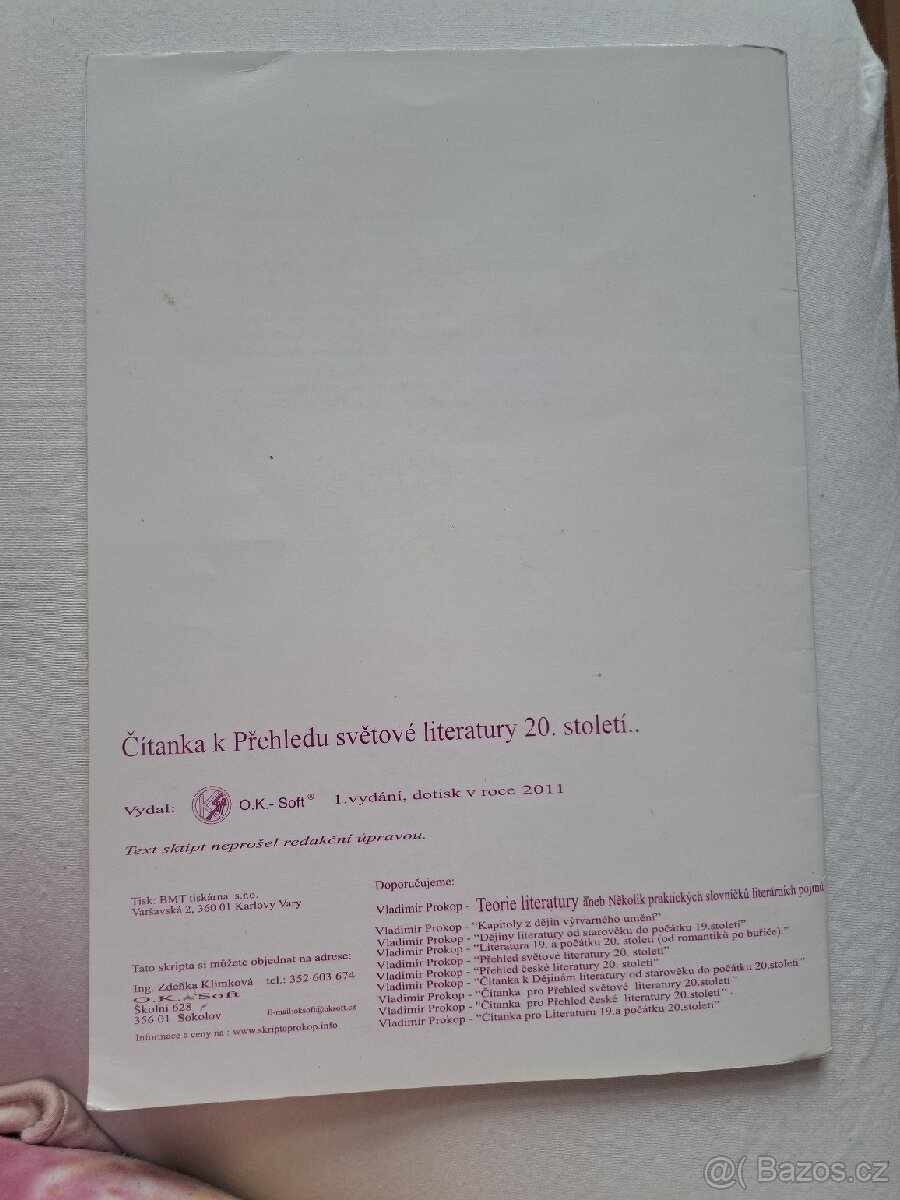 Čítanka k Přehledu světové literatury 20. století..
Vydal: O.K.- Soft® 1.vydání, dotisk v roce 2011
Text skript neprošel redakční úpravou.
Tisk: BMT tiskárna s.r.o.
Varšavská 2, 360 01 Karlovy Vary
Tato skripta si můžete objednat na adrese:
Ing. Zdeňka Klimková tel.: 352 603 674
O.K. Soft
Školní 628
356 01 Sokolov
E-mail:oksoft@oksoft.cz
Informace a ceny na : www.skriptaprokop.info
Doporučujeme:
Vladimír Prokop - Teorie literatury aneb Několik praktických slovníčků literárních pojmů
Vladimír Prokop - "Kapitoly z dějin výtvarného umění"
Vladimír Prokop - "Dějiny literatury od starověku do počátku 19.století"
Vladimír Prokop - "Literatura 19. a počátku 20. století (od romantiků po buřiče)."
Vladimír Prokop - "Přehled světové literatury 20. století"
Vladimír Prokop - "Přehled české literatury 20. století"
Vladimír Prokop - "Čítanka k Dějinám literatury od starověku do počátku 20.století"
Vladimír Prokop - "Čítanka pro Přehled světové literatury 20.století"
Vladimír Prokop - "Čítanka pro Přehled české literatury 20.století"
Vladimír Prokop - "Čítanka pro Literaturu 19.a počátku 20.století"
@( Bazos.cz